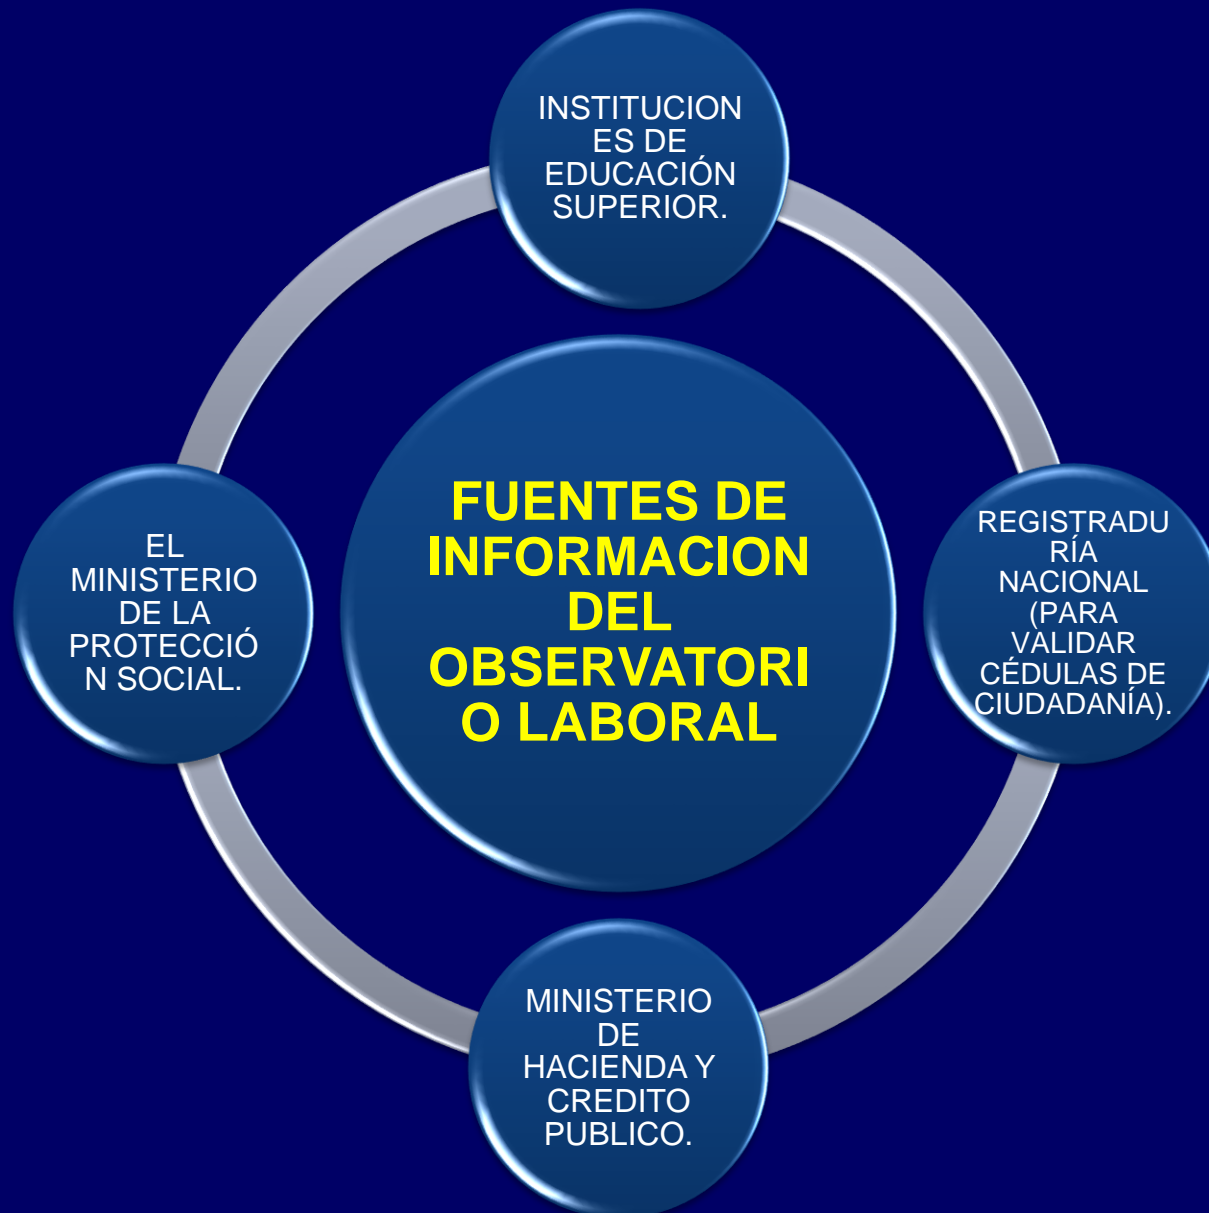 INSTITUCION
ES DE
EDUCACIÓN
SUPERIOR.
FUENTES DE
INFORMACION
DEL
OBSERVATORI
O LABORAL
EL
MINISTERIO
DE LA
PROTECCIÓ
N SOCIAL.
REGISTRADU
RÍA
NACIONAL
(PARA
VALIDAR
CÉDULAS DE
CIUDADANÍA).
MINISTERIO
DE
HACIENDA Y
CREDITO
PUBLICO.